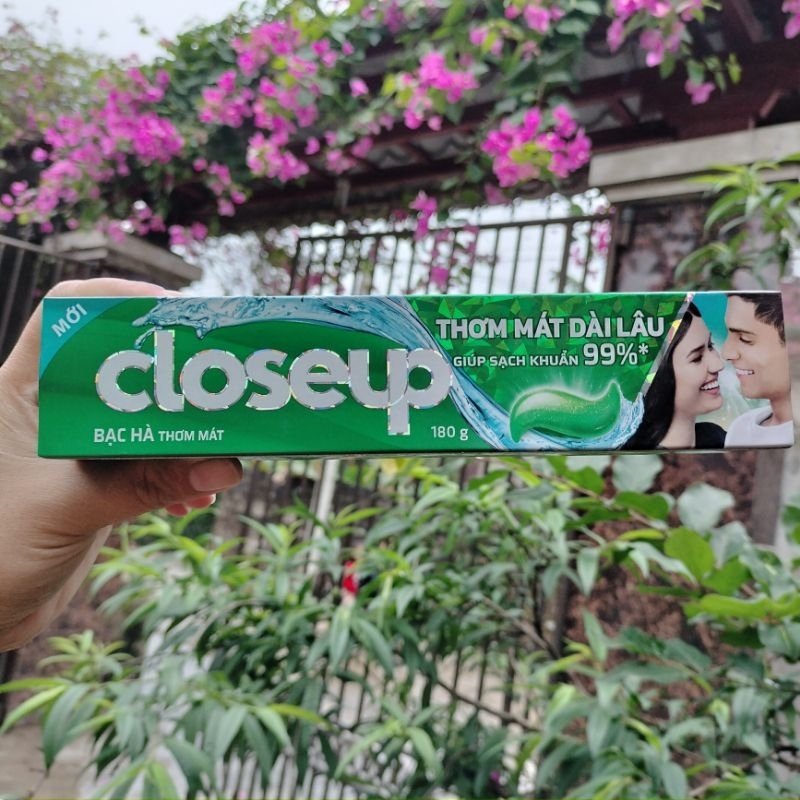 MỚI
closeup
BẠC HÀ THƠM MÁT
180 g
THƠM MÁT DÀI LÂU
GIÚP SẠCH KHUẨN 99%*